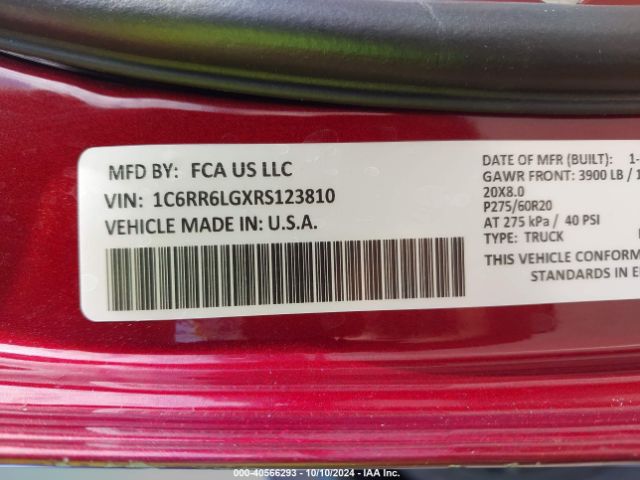 MFD BY: FCA US LLC
VIN: 1C6RR6LGXRS123810
VEHICLE MADE IN: U.S.A.
DATE OF MFR (BUILT): 1-
GAWR FRONT: 3900 LB /
20X8.0
P275/60R20
AT 275 kPa / 40 PSI
TYPE: TRUCK
THIS VEHICLE CONFORM
STANDARDS IN E
000-40566293 - 10/10/2024 - IAA Inc.